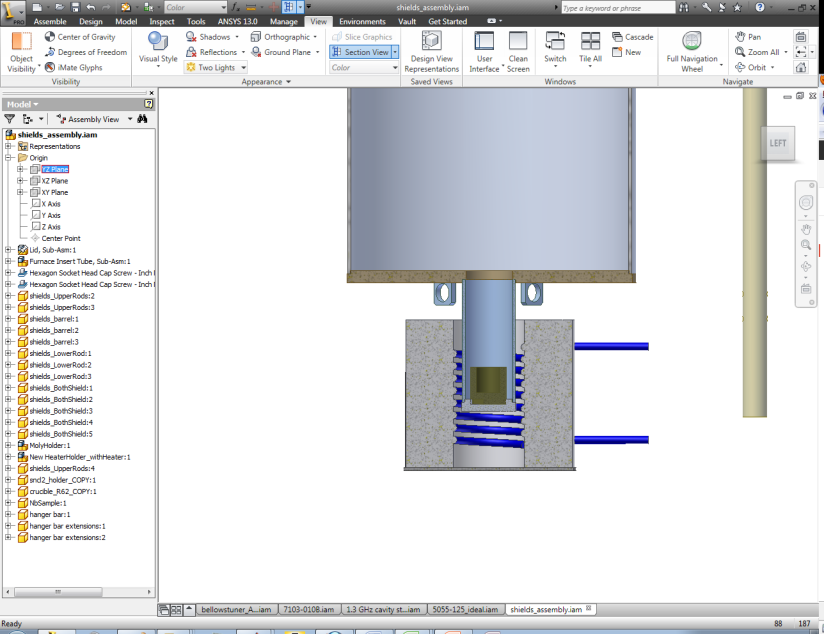 shields_assembly.iam
Type a keyword or phrase
Color
PRO
Assemble Design Model Inspect Tools ANSYS 13.0 Manage View Environments Vault Get Started
Object Visibility
Center of Gravity
Degrees of Freedom
iMate Glyphs
Visibility
Visual Style
Shadows
Reflections
Two Lights
Orthographic
Ground Plane
Slice Graphics
Section View
Color
Appearance
Design View Representations
Saved Views
User Interface
Clean Screen
Switch
Tile All
Cascade
New
Windows
Full Navigation Wheel
Pan
Zoom All
Orbit
Navigate
Model
Assembly View
shields_assembly.iam
Representations
Origin
YZ Plane
XZ Plane
XY Plane
X Axis
Y Axis
Z Axis
Center Point
Lid, Sub-Asm:1
Furnace Insert Tube, Sub-Asm:1
Hexagon Socket Head Cap Screw - Inch
Hexagon Socket Head Cap Screw - Inch
shields_UpperRods:2
shields_UpperRods:3
shields_barrel:1
shields_barrel:2
shields_barrel:3
shields_LowerRod:1
shields_LowerRod:2
shields_LowerRod:3
shields_BothShield:1
shields_BothShield:2
shields_BothShield:3
shields_BothShield:4
shields_BothShield:5
MolyHolder:1
New HeaterHolder_withHeater:1
shields_UpperRods:4
snd2_holder_COPY:1
crucible_R62_COPY:1
NbSample:1
hanger bar:1
hanger bar extensions:1
hanger bar extensions:2
LEFT
bellowstuner_A...iam 7103-0108.iam 1.3 GHz cavity st...iam 5055-125_ideal.iam shields_assembly.iam
Ready
88 187